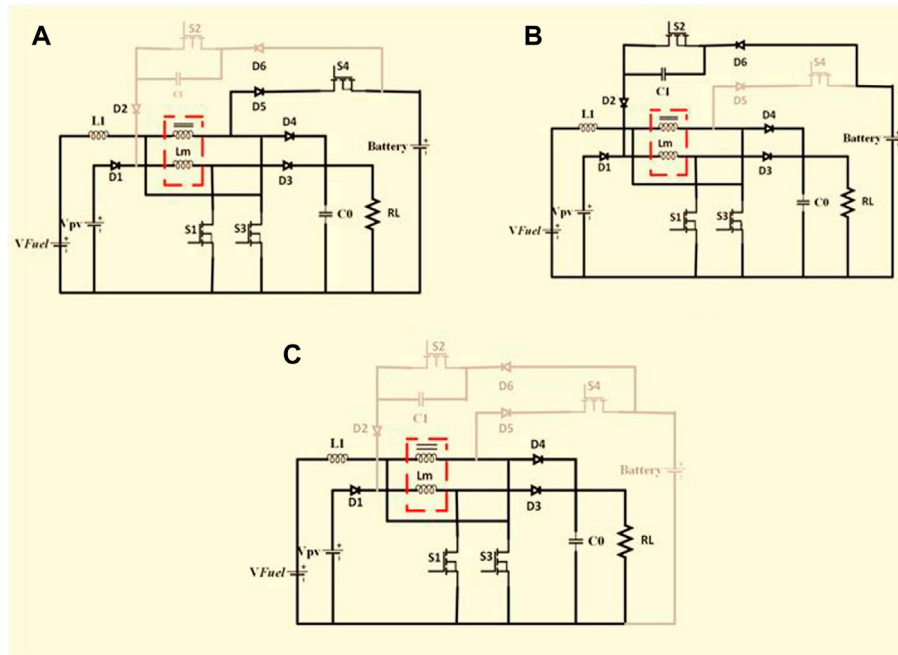 A
S2
D6
C1
S4
D5
D2
L1
D4
Battery
Lm
D1
D3
Vpv
S1
S3
C0
RL
VFuel
B
S2
D6
C1
S4
D5
D2
L1
D4
Battery
Lm
D1
D3
Vpv
S1
S3
C0
RL
VFuel
C
S2
D6
S4
C1
D5
D2
L1
D4
Battery
Lm
D1
D3
Vpv
S1
S3
C0
RL
VFuel